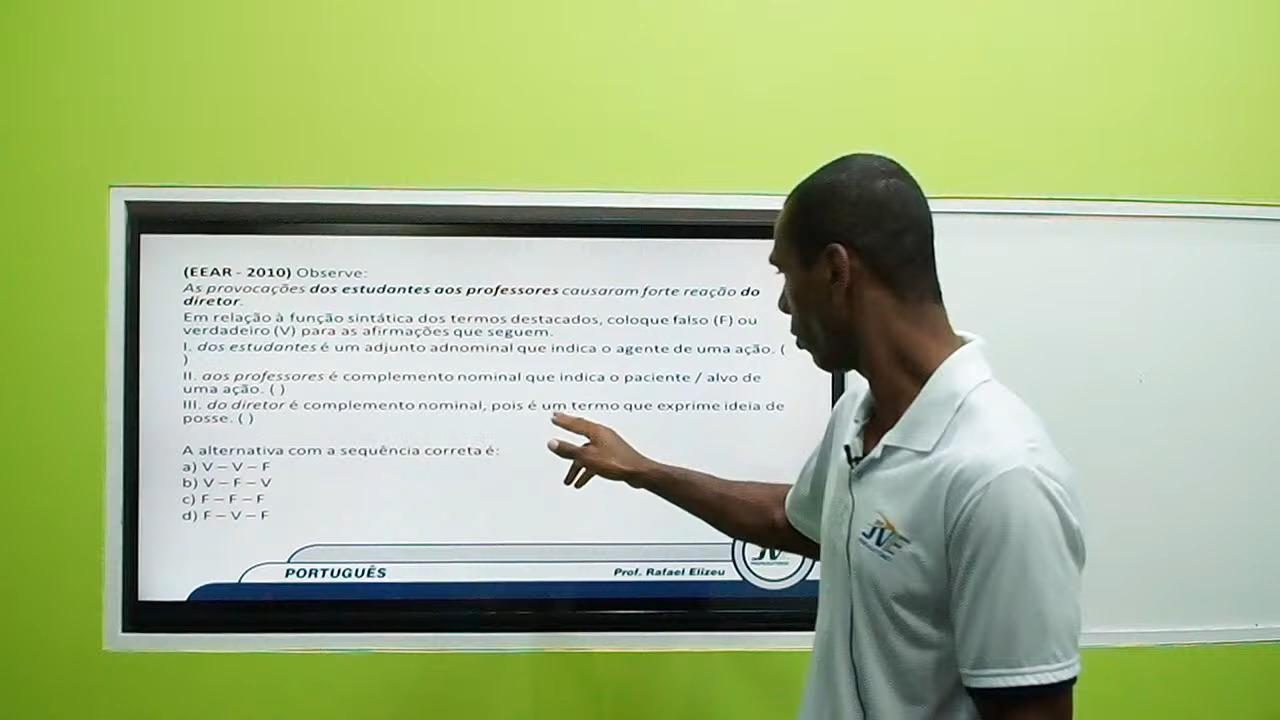 (EEAR - 2010) Observe:
As provocações dos estudantes aos professores causaram forte reação do
diretor.
Em relação à função sintática dos termos destacados, coloque falso (F) ou
verdadeiro (V) para as afirmações que seguem.
I. dos estudantes é um adjunto adnominal que indica o agente de uma ação. (
)
II. aos professores é complemento nominal que indica o paciente / alvo de
uma ação. ( )
III. do diretor é complemento nominal, pois é um termo que exprime ideia de
posse. ( )
A alternativa com a sequência correta é:
a) V – V – F
b) V – F – V
c) F – F – F
d) F – V – F
PORTUGUÊS
Prof. Rafael Elizeu
JVE